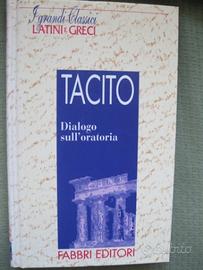 I grandi Classici
LATINI e GRECI
TACITO
Dialogo
sull'oratoria
FABBRI EDITORI